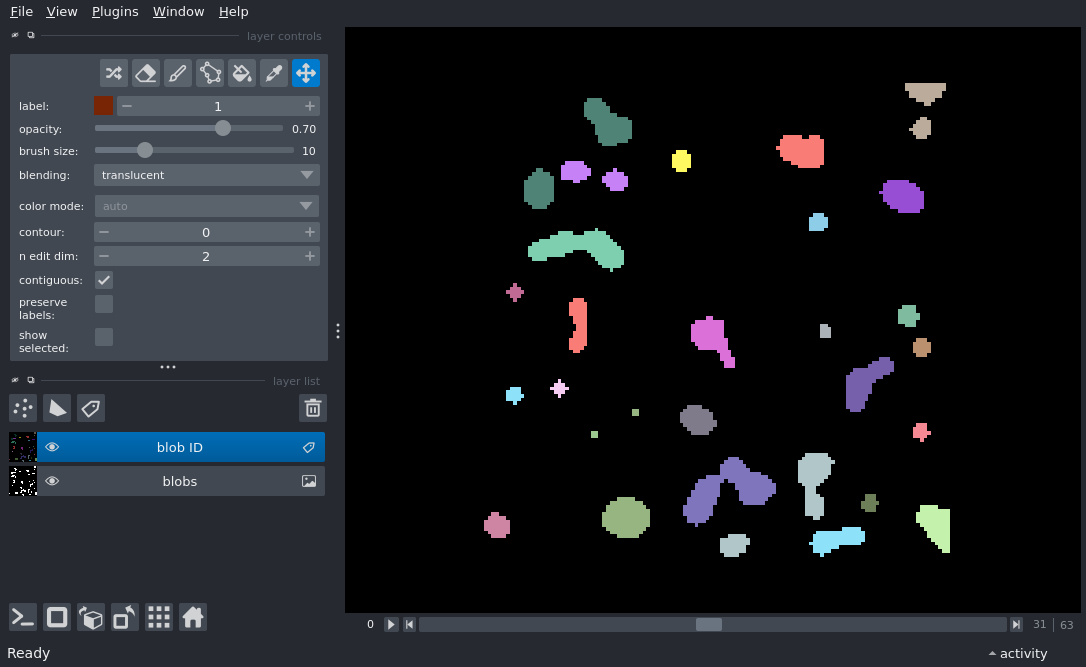 File View Plugins Window Help
layer controls
label: 1
opacity: 0.70
brush size: 10
blending: translucent
color mode: auto
contour: 0
n edit dim: 2
contiguous:
preserve
labels:
show
selected:
layer list
blob ID
blobs
0 31 63
Ready activity